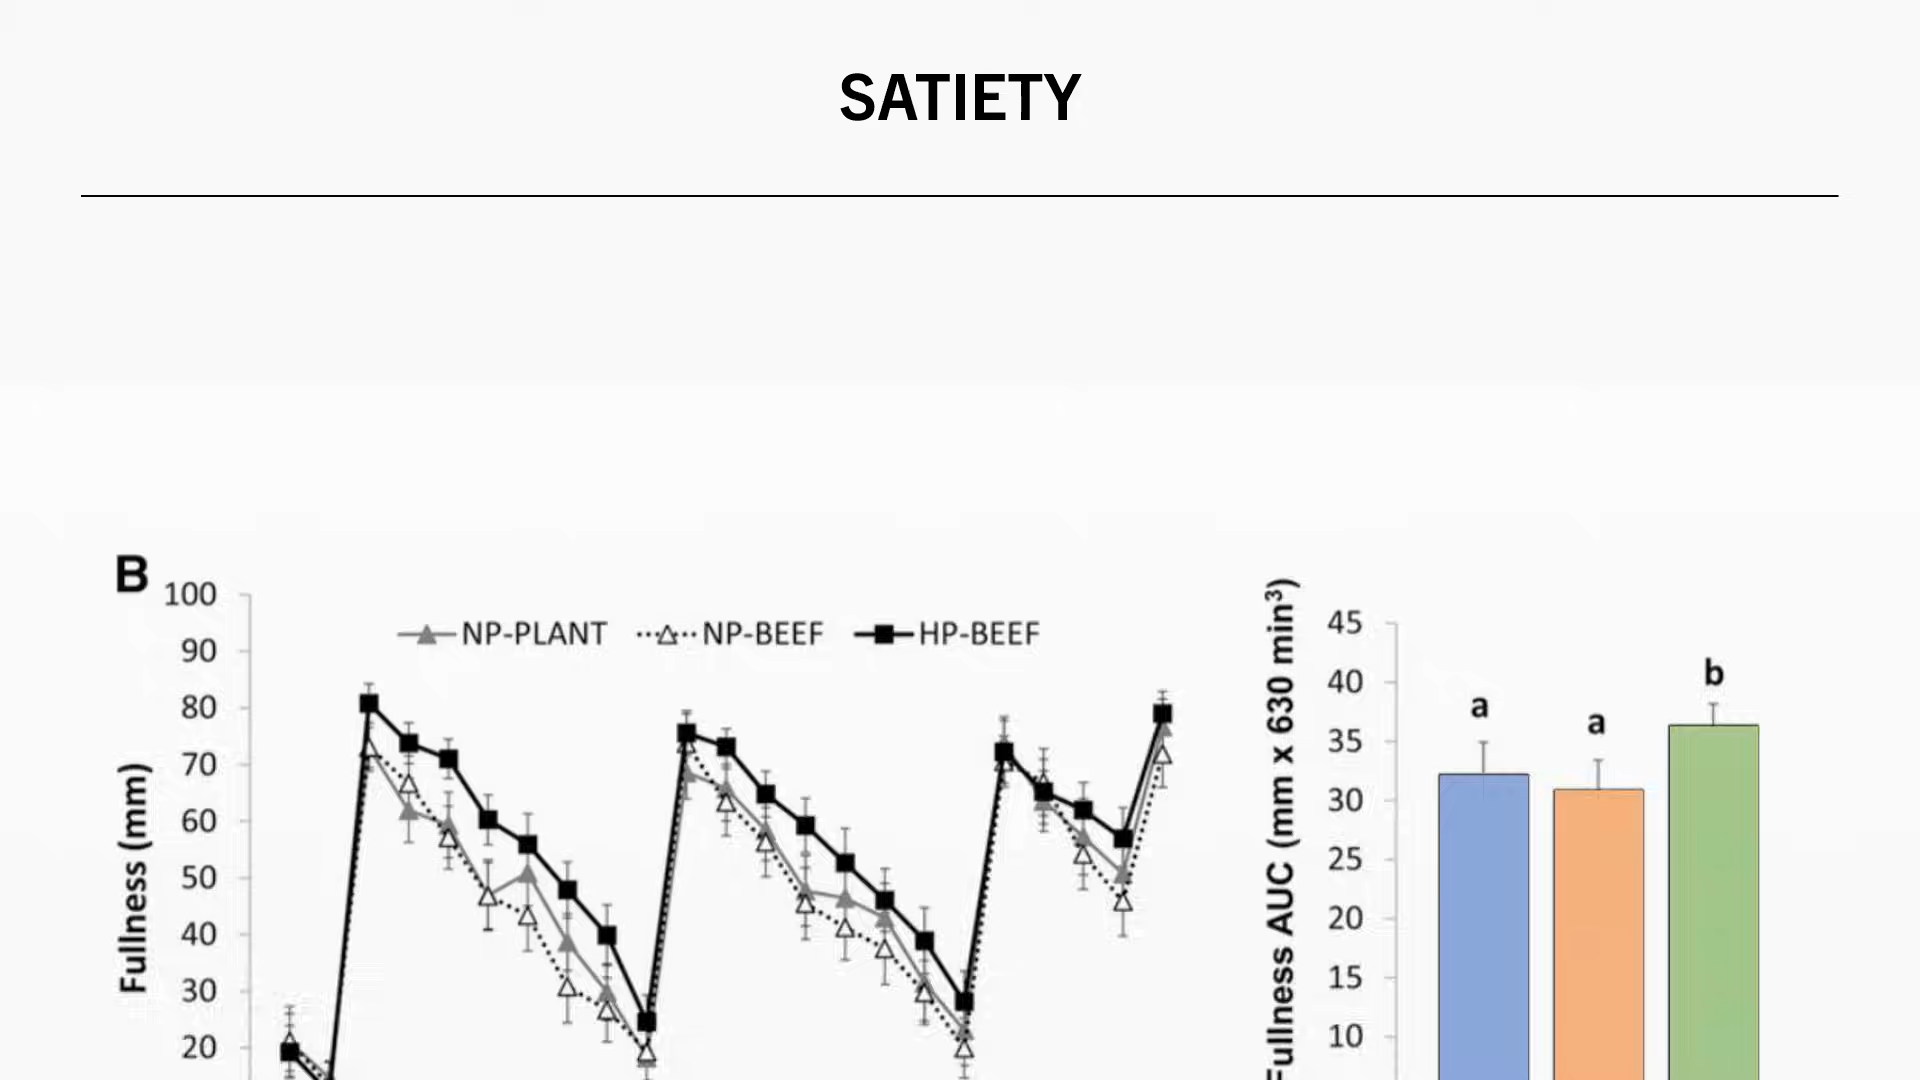 SATIETY
B
100
90
80
70
60
50
40
30
20
Fullness (mm)
NP-PLANT NP-BEEF HP-BEEF
Fullness AUC (mm x 630 min³)
45
40
35
30
25
20
15
10
a
a
b